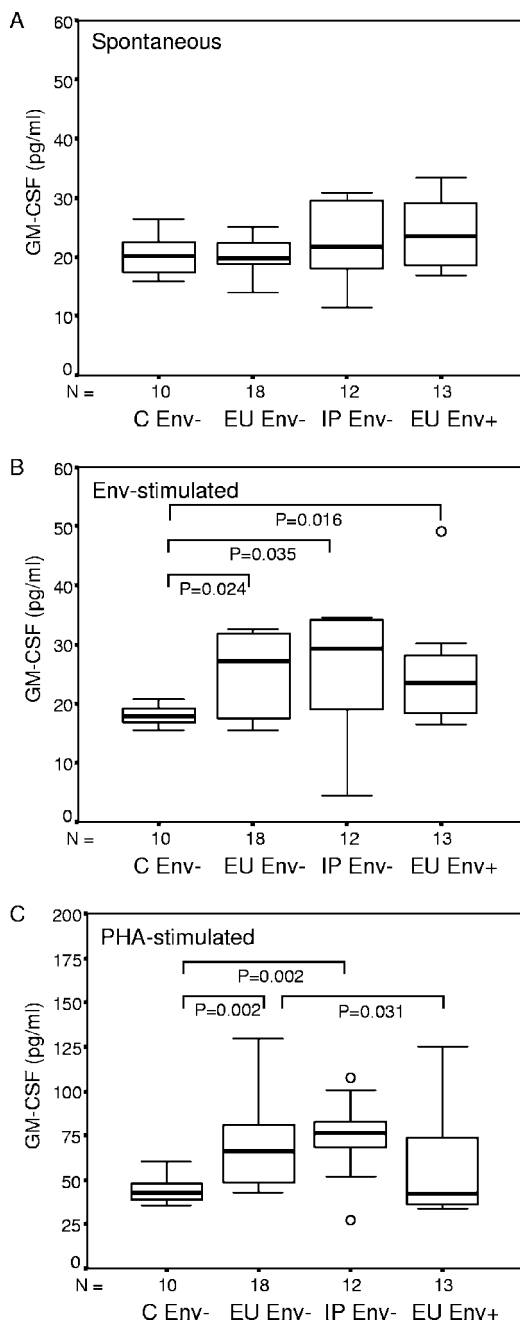 A
Spontaneous
GM-CSF (pg/ml)
60
50
40
30
20
10
0
N = 10 18 12 13
C Env- EU Env- IP Env- EU Env+
B
Env-stimulated
GM-CSF (pg/ml)
60
50
40
30
20
10
0
P=0.016
P=0.035
P=0.024
N = 10 18 12 13
C Env- EU Env- IP Env- EU Env+
C
PHA-stimulated
GM-CSF (pg/ml)
200
175
150
125
100
75
50
25
0
P=0.002
P=0.002 P=0.031
N = 10 18 12 13
C Env- EU Env- IP Env- EU Env+